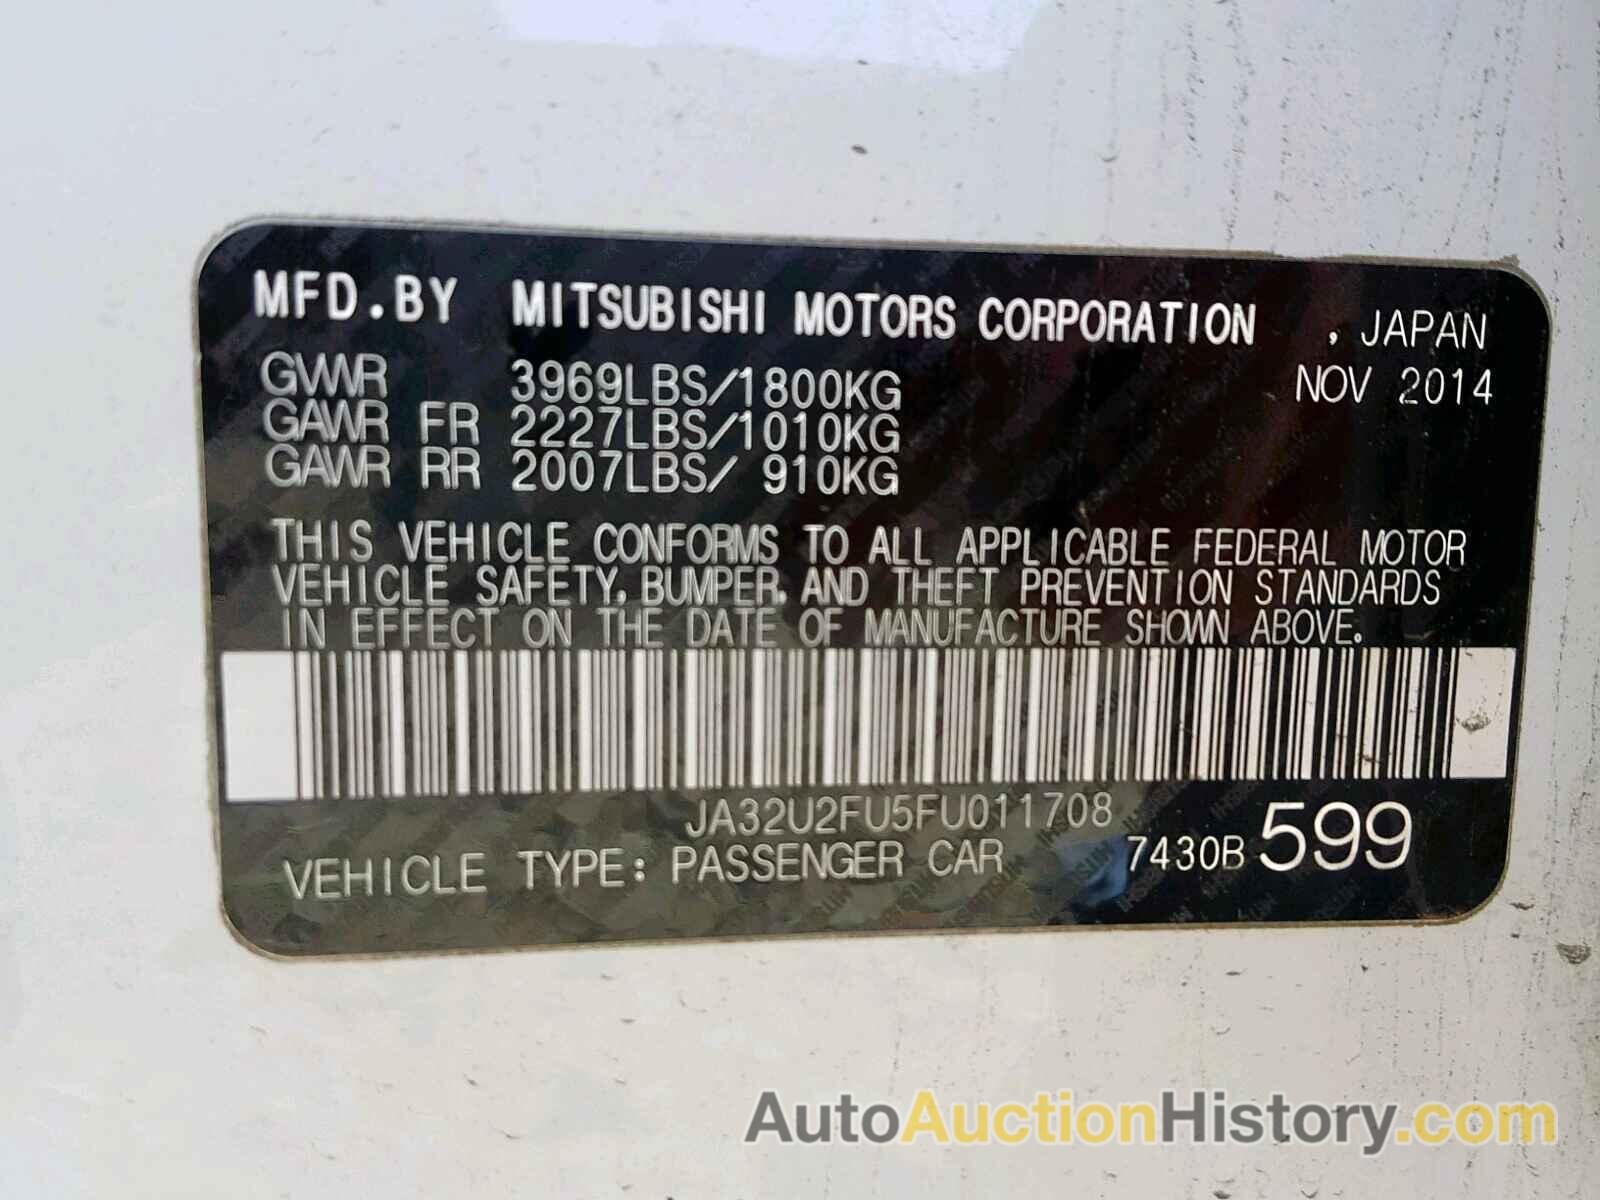 MFD.BY MITSUBISHI MOTORS CORPORATION , JAPAN
GVWR 3969LBS/1800KG NOV 2014
GAWR FR 2227LBS/1010KG
GAWR RR 2007LBS/ 910KG
THIS VEHICLE CONFORMS TO ALL APPLICABLE FEDERAL MOTOR
VEHICLE SAFETY, BUMPER, AND THEFT PREVENTION STANDARDS
IN EFFECT ON THE DATE OF MANUFACTURE SHOWN ABOVE.
JA32U2FU5FU011708
VEHICLE TYPE: PASSENGER CAR 7430B 599
AutoAuctionHistory.com